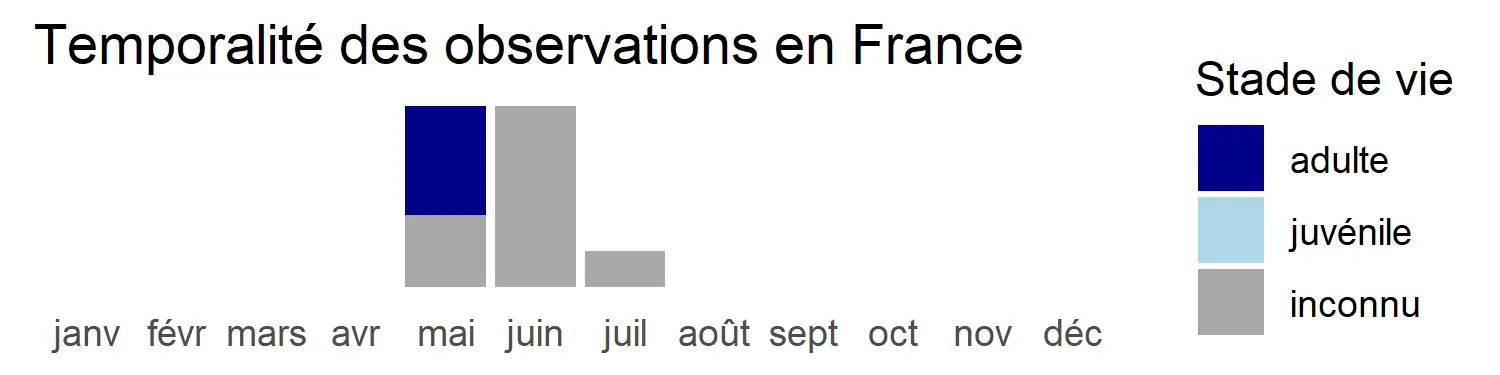 Temporalité des observations en France
janv févr mars avr mai juin juil août sept oct nov déc
Stade de vie
adulte
juvénile
inconnu